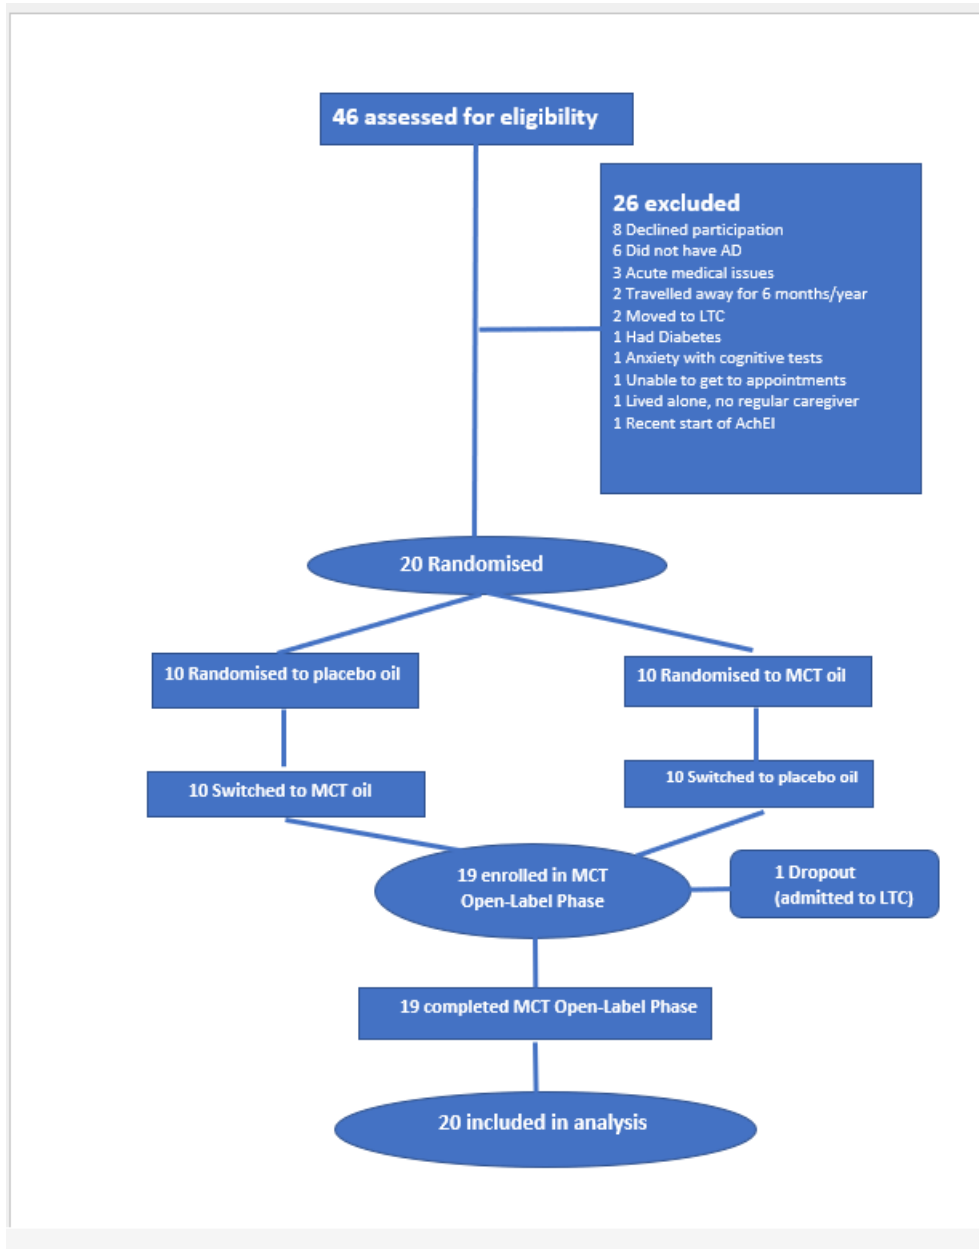 46 assessed for eligibility
26 excluded
8 Declined participation
6 Did not have AD
3 Acute medical issues
2 Travelled away for 6 months/year
2 Moved to LTC
1 Had Diabetes
1 Anxiety with cognitive tests
1 Unable to get to appointments
1 Lived alone, no regular caregiver
1 Recent start of AchEI
20 Randomised
10 Randomised to placebo oil
10 Randomised to MCT oil
10 Switched to MCT oil
10 Switched to placebo oil
19 enrolled in MCT
Open-Label Phase
1 Dropout
(admitted to LTC)
19 completed MCT Open-Label Phase
20 included in analysis